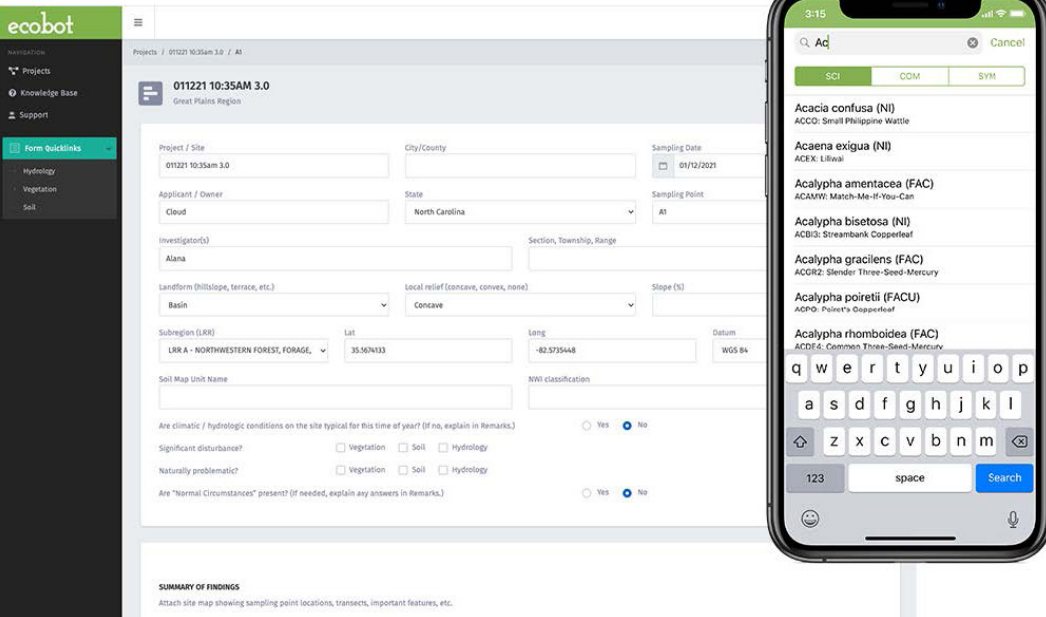 ecobot
NAVIGATION
Projects
Knowledge Base
Support
Form Quicklinks
Hydrology
Vegetation
Soil
Projects / 011221 10:35am 3.0 / A1
011221 10:35AM 3.0
Great Plains Region
Project / Site
City/County
Sampling Date
011221 10:35am 3.0
01/12/2021
Applicant / Owner
State
Sampling Point
Cloud
North Carolina
A1
Investigator(s)
Section, Township, Range
Alana
Landform (hillslope, terrace, etc.)
Local relief (concave, convex, none)
Slope (%)
Basin
Concave
Subregion (LRR)
Lat
Long
Datum
LRR A - NORTHWESTERN FOREST, FORAGE,
35.5674133
-82.5735448
WGS 84
Soil Map Unit Name
NWI classification
Are climatic / hydrologic conditions on the site typical for this time of year? (If no, explain in Remarks.)
Yes No
Significant disturbance?
Vegetation Soil Hydrology
Naturally problematic?
Vegetation Soil Hydrology
Are "Normal Circumstances" present? (If needed, explain any answers in Remarks.)
Yes No
SUMMARY OF FINDINGS
Attach site map showing sampling point locations, transects, important features, etc.
3:15
Ac
Cancel
SCI COM SYM
Acacia confusa (NI)
ACCO: Small Philippine Wattle
Acaena exigua (NI)
ACEX: Liliwai
Acalypha amentacea (FAC)
ACAMW: Match-Me-If-You-Can
Acalypha bisetosa (NI)
ACBI3: Streambank Copperleaf
Acalypha gracilens (FAC)
ACGR2: Slender Three-Seed-Mercury
Acalypha poiretii (FACU)
ACPO: Poiret's Copperleaf
Acalypha rhomboidea (FAC)
ACDE4: Common Three-Seed-Mercury
q w e r t y u i o p
a s d f g h j k l
z x c v b n m
123 space Search